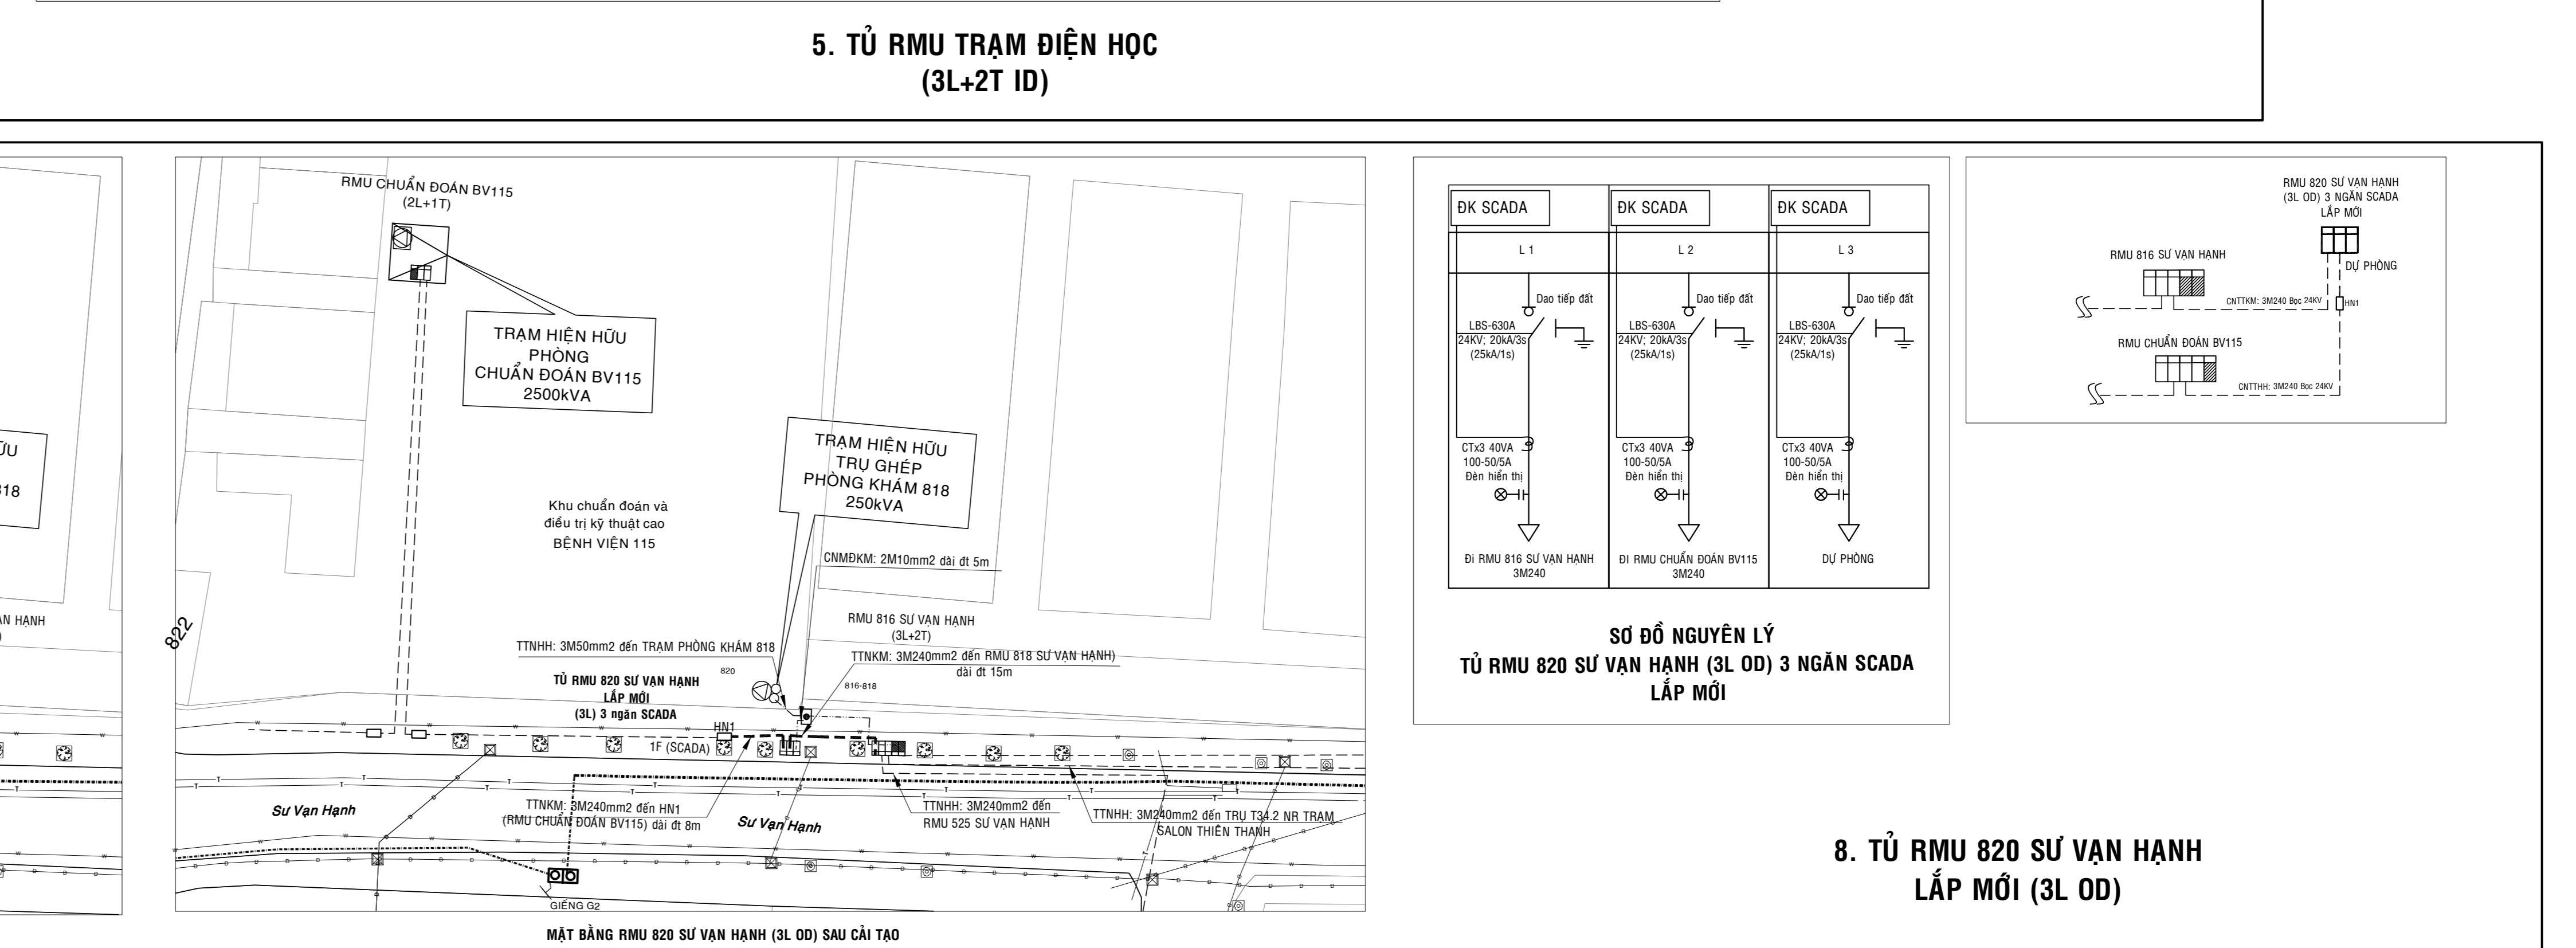 5. TỦ RMU TRẠM ĐIỆN HỌC
(3L+2T ID)
RMU CHUẨN ĐOÁN BV115
(2L+1T)
TRẠM HIỆN HỮU
PHÒNG
CHUẨN ĐOÁN BV115
2500kVA
TRẠM HIỆN HỮU
TRỤ GHÉP
PHÒNG KHÁM 818
250kVA
Khu chuẩn đoán và
điều trị kỹ thuật cao
BỆNH VIỆN 115
CNMĐKM: 2M10mm2 dài đt 5m
RMU 816 SƯ VẠN HẠNH
(3L+2T)
822
TTNHH: 3M50mm2 đến TRẠM PHÒNG KHÁM 818
TTNKM: 3M240mm2 đến RMU 818 SƯ VẠN HẠNH)
dài đt 15m
820
816-818
TỦ RMU 820 SƯ VẠN HẠNH
LẮP MỚI
(3L) 3 ngăn SCADA
HN1
1F (SCADA)
Sư Vạn Hạnh
TTNKM: 3M240mm2 đến HN1
(RMU CHUẨN ĐOÁN BV115) dài đt 8m
Sư Vạn Hạnh
TTNHH: 3M240mm2 đến
RMU 525 SƯ VẠN HẠNH
TTNHH: 3M240mm2 đến TRỤ T34.2 NR TRẠM
SALON THIÊN THANH
GIẾNG G2
MẶT BẰNG RMU 820 SƯ VẠN HẠNH (3L OD) SAU CẢI TẠO
818
ĐK SCADA
ĐK SCADA
ĐK SCADA
L 1
L 2
L 3
Dao tiếp đất
LBS-630A
24KV; 20kA/3s
(25kA/1s)
CTx3 40VA
100-50/5A
Đèn hiển thị
Đi RMU 816 SƯ VẠN HẠNH
3M240
Dao tiếp đất
LBS-630A
24KV; 20kA/3s
(25kA/1s)
CTx3 40VA
100-50/5A
Đèn hiển thị
ĐI RMU CHUẨN ĐOÁN BV115
3M240
Dao tiếp đất
LBS-630A
24KV; 20kA/3s
(25kA/1s)
CTx3 40VA
100-50/5A
Đèn hiển thị
DỰ PHÒNG
SƠ ĐỒ NGUYÊN LÝ
TỦ RMU 820 SƯ VẠN HẠNH (3L OD) 3 NGĂN SCADA
LẮP MỚI
RMU 820 SƯ VẠN HẠNH
(3L OD) 3 NGĂN SCADA
LẮP MỚI
RMU 816 SƯ VẠN HẠNH
DỰ PHÒNG
CNTTKM: 3M240 Bọc 24KV
HN1
RMU CHUẨN ĐOÁN BV115
CNTTHH: 3M240 Bọc 24KV
8. TỦ RMU 820 SƯ VẠN HẠNH
LẮP MỚI (3L OD)